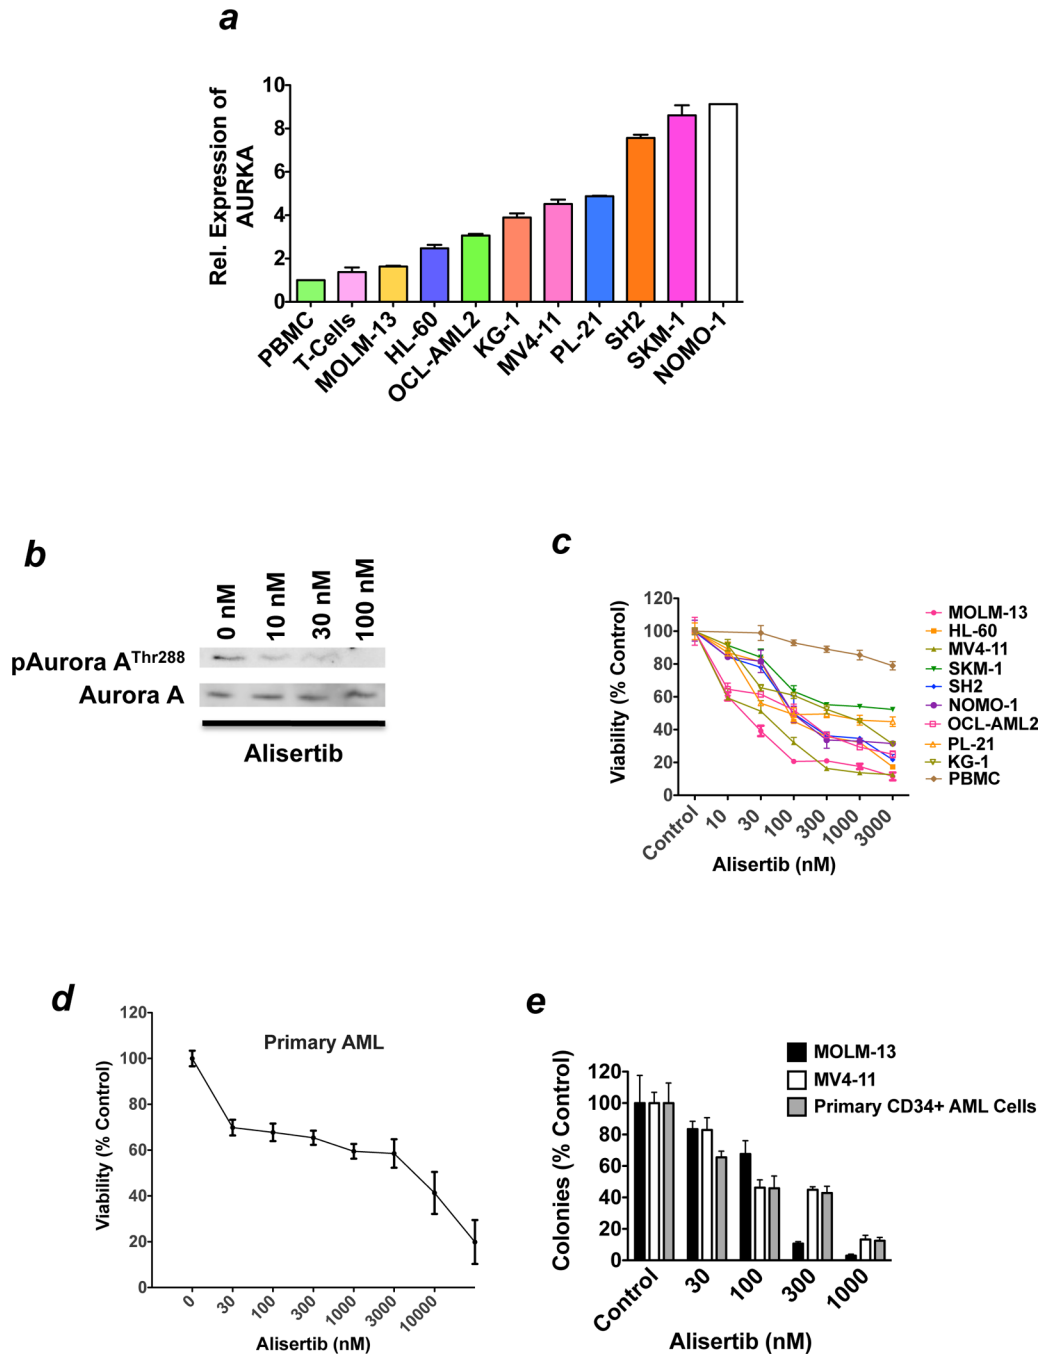 a
Rel. Expression of
AURKA
10
8
6
4
2
0
PBMC
T-Cells
MOLM-13
HL-60
OCL-AML2
KG-1
MV4-11
PL-21
SH2
SKM-1
NOMO-1
b
0 nM
10 nM
30 nM
100 nM
pAurora AThr288
Aurora A
Alisertib
c
Viability (% Control)
120
100
80
60
40
20
0
Control
10
30
100
300
1000
3000
Alisertib (nM)
MOLM-13
HL-60
MV4-11
SKM-1
SH2
NOMO-1
OCL-AML2
PL-21
KG-1
PBMC
d
Primary AML
Viability (% Control)
120
100
80
60
40
20
0
0
30
100
300
1000
3000
10000
Alisertib (nM)
e
MOLM-13
MV4-11
Primary CD34+ AML Cells
Colonies (% Control)
120
100
80
60
40
20
0
Control
30
100
300
1000
Alisertib (nM)